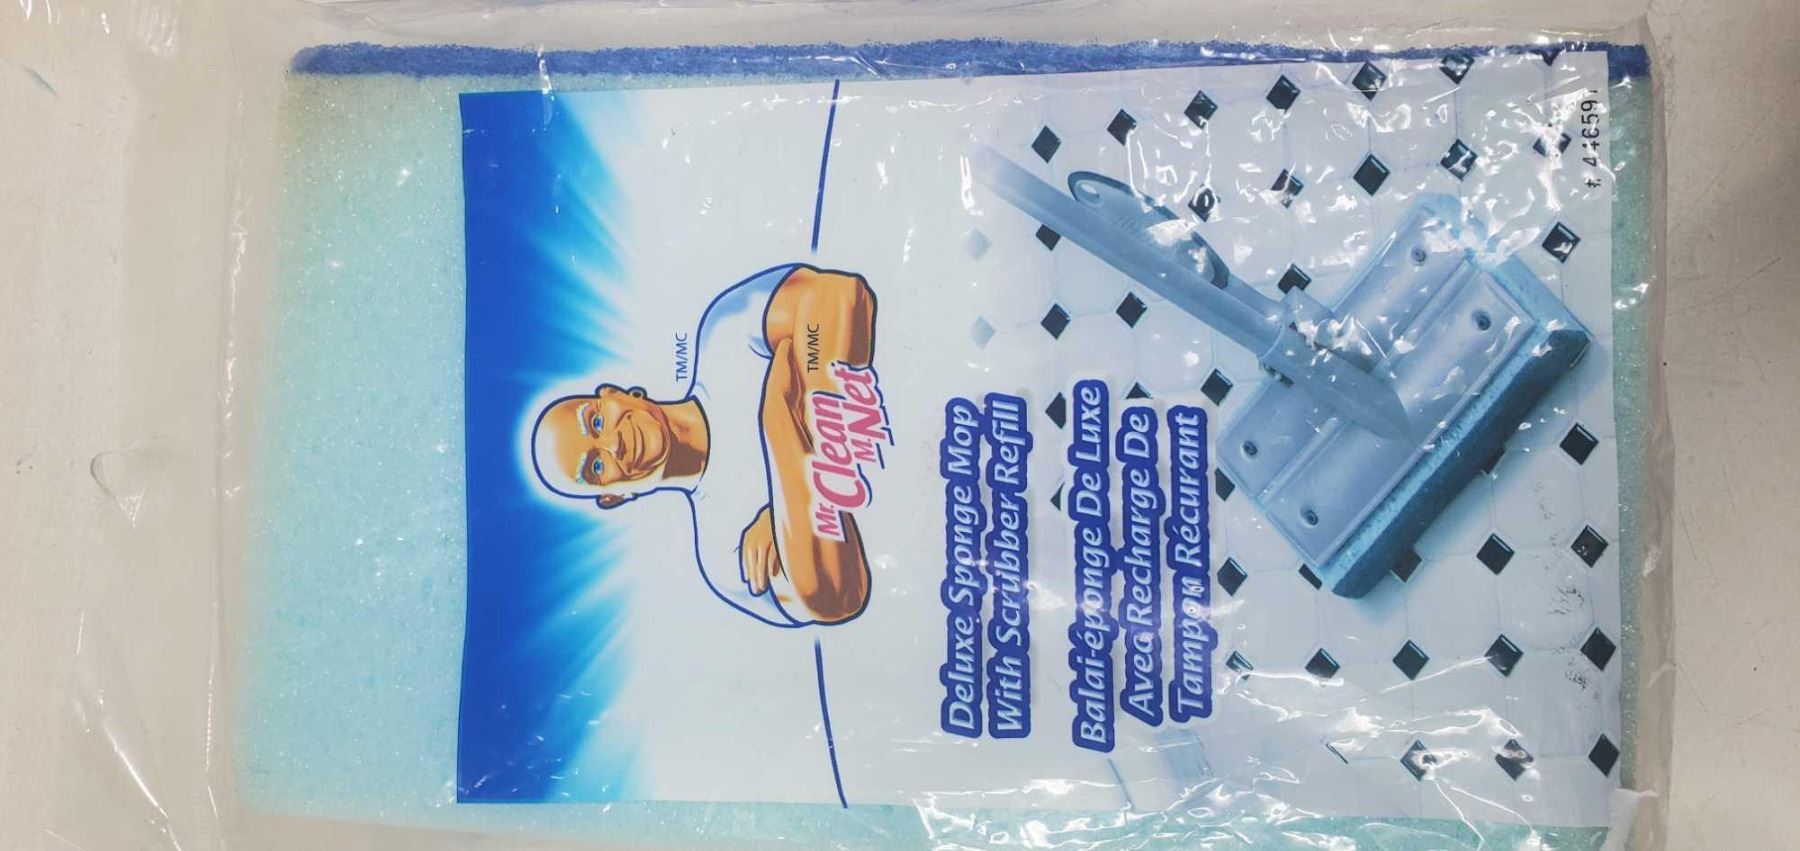 TM/MC
Mr. Clean
M. Net
TM/MC
Deluxe Sponge Mop
With Scrubber Refill
Balai-éponge De Luxe
Avec Recharge De
Tampon Récurant
# 446591